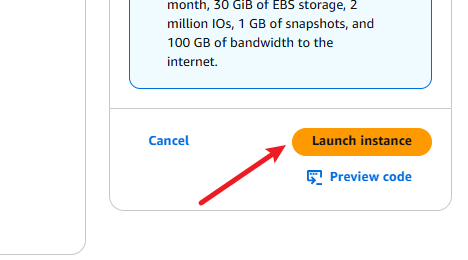 month, 30 GiB of EBS storage, 2
million IOs, 1 GB of snapshots, and
100 GB of bandwidth to the
internet.
Cancel
Launch instance
Preview code